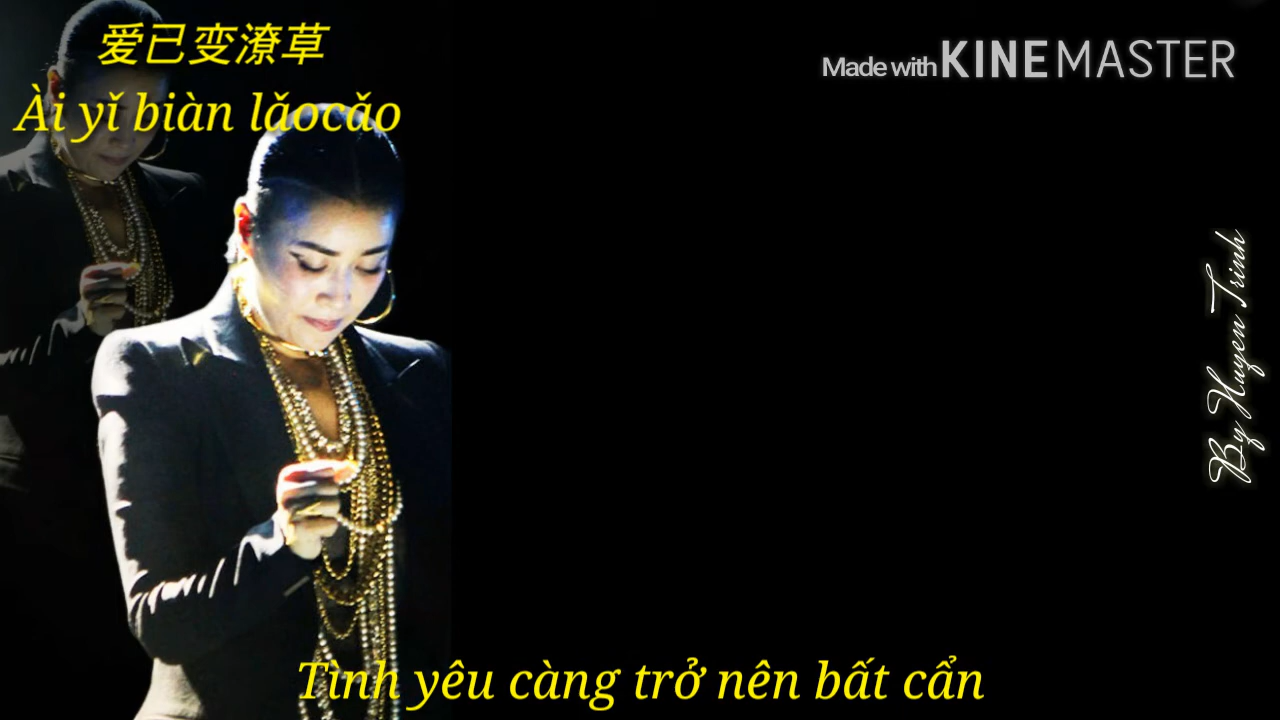 爱已变潦草
Ài yǐ biàn lǎocǎo
Made with KINEMASTER
By Huyen Trinh
Tình yêu càng trở nên bất cẩn